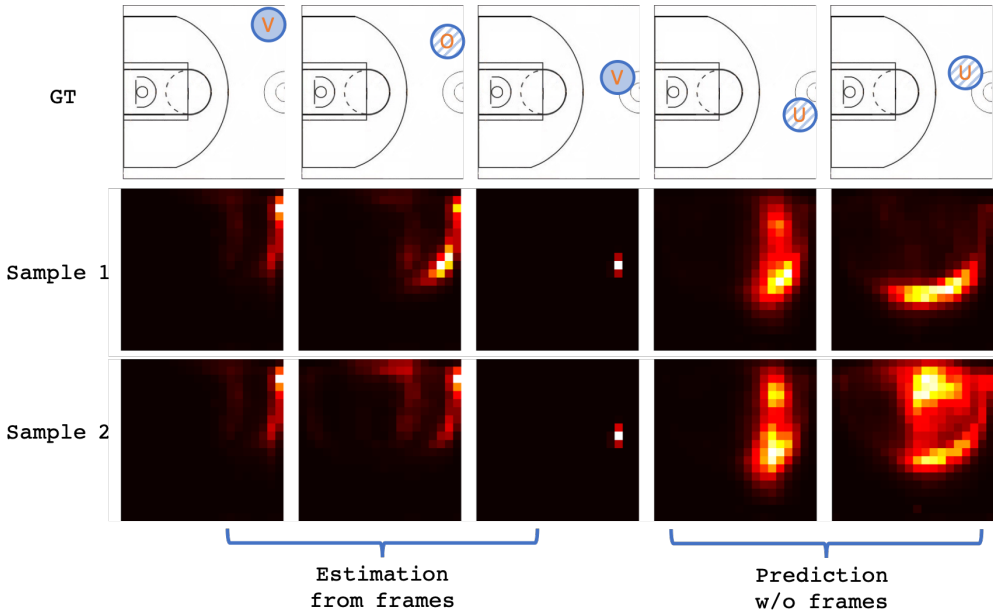 GT
V
O
V
U
U
Sample 1
Sample 2
Estimation
from frames
Prediction
w/o frames